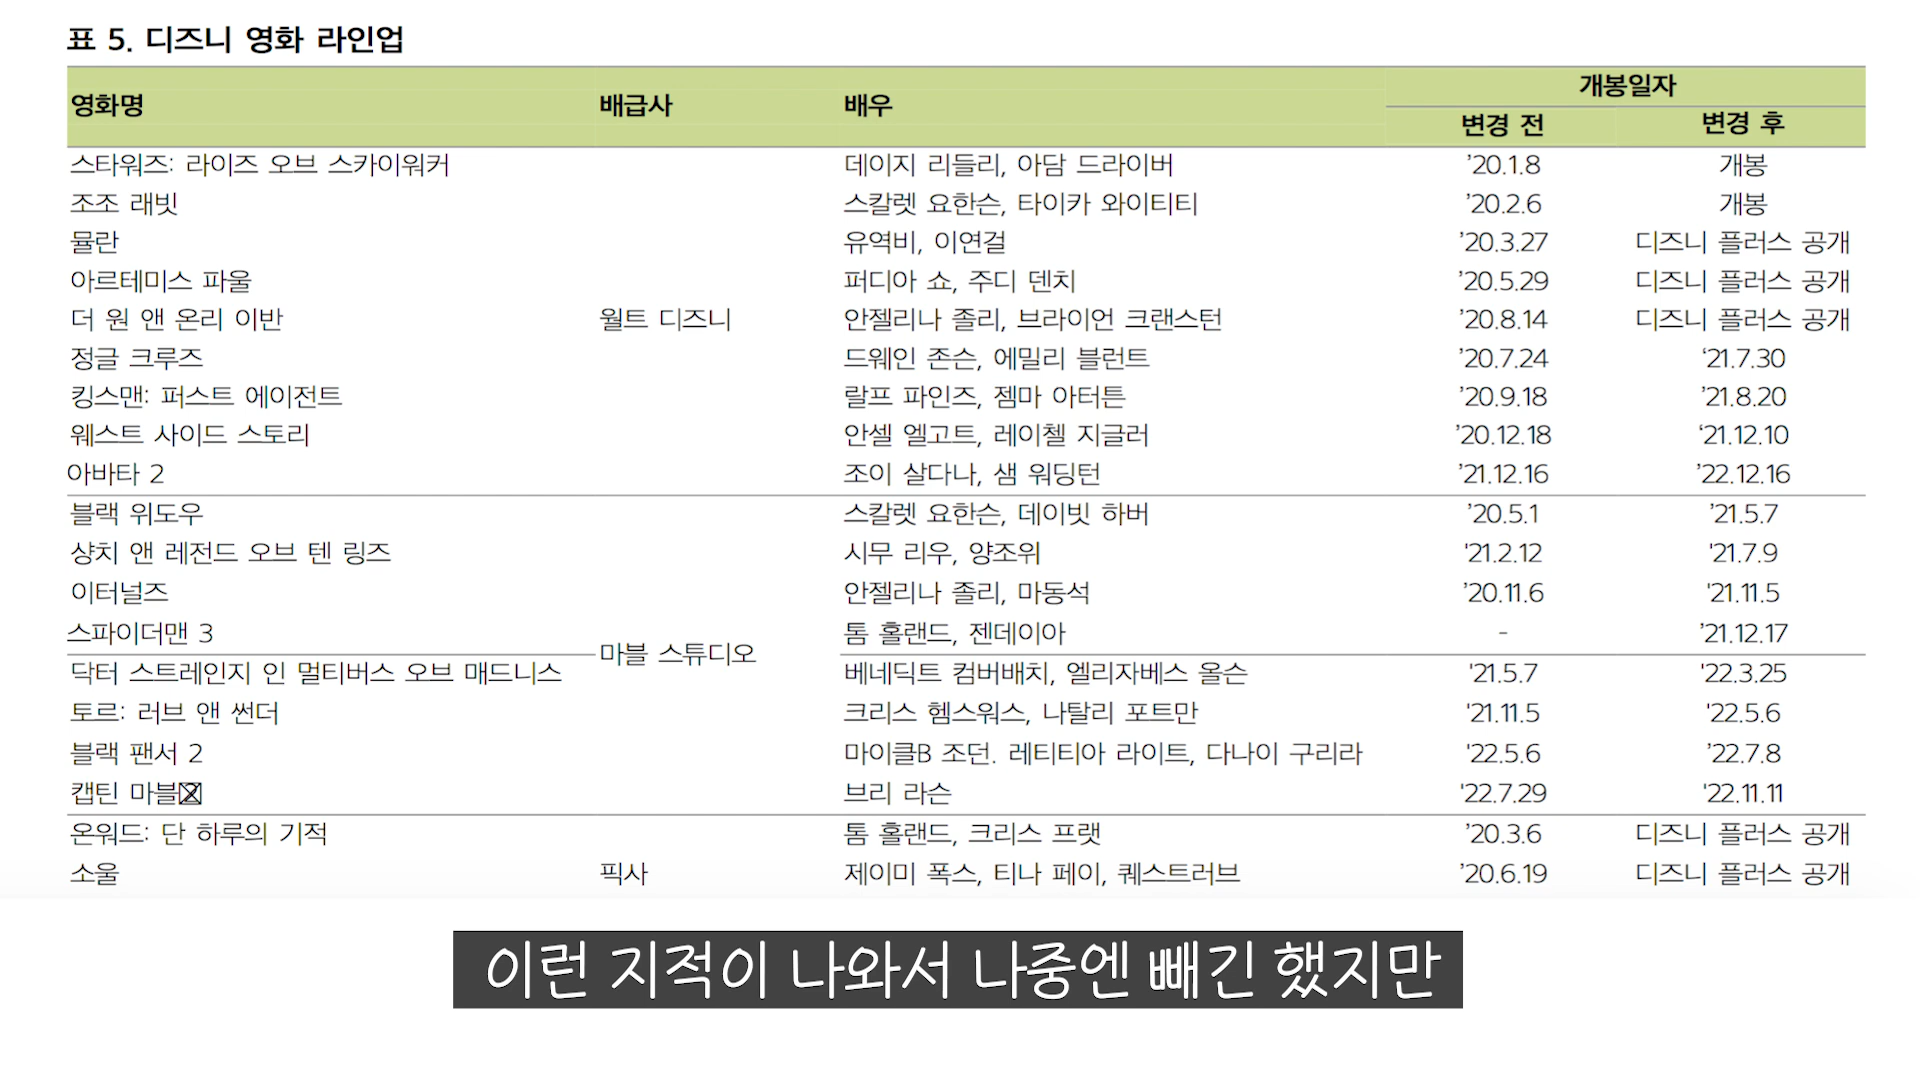 표 5. 디즈니 영화 라인업
영화명 배급사 배우 개봉일자
변경 전 변경 후
스타워즈: 라이즈 오브 스카이워커 데이지 리들리, 아담 드라이버 ’20.1.8 개봉
조조 래빗 스칼렛 요한슨, 타이카 와이티티 ’20.2.6 개봉
뮬란 유역비, 이연걸 ’20.3.27 디즈니 플러스 공개
아르테미스 파울 퍼디아 쇼, 주디 덴치 ’20.5.29 디즈니 플러스 공개
더 원 앤 온리 이반 월트 디즈니 안젤리나 졸리, 브라이언 크랜스턴 ’20.8.14 디즈니 플러스 공개
정글 크루즈 드웨인 존슨, 에밀리 블런트 ’20.7.24 ‘21.7.30
킹스맨: 퍼스트 에이전트 랄프 파인즈, 젬마 아터튼 ’20.9.18 ’21.8.20
웨스트 사이드 스토리 안셀 엘고트, 레이첼 지글러 ’20.12.18 ‘21.12.10
아바타 2 조이 살다나, 샘 워딩턴 ’21.12.16 ’22.12.16
블랙 위도우 스칼렛 요한슨, 데이빗 하버 ’20.5.1 ’21.5.7
샹치 앤 레전드 오브 텐 링즈 시무 리우, 양조위 '21.2.12 '21.7.9
이터널즈 안젤리나 졸리, 마동석 ’20.11.6 '21.11.5
스파이더맨 3 톰 홀랜드, 젠데이아 - ’21.12.17
마블 스튜디오
닥터 스트레인지 인 멀티버스 오브 매드니스 베네딕트 컴버배치, 엘리자베스 올슨 '21.5.7 '22.3.25
토르: 러브 앤 썬더 크리스 헴스워스, 나탈리 포트만 '21.11.5 '22.5.6
블랙 팬서 2 마이클B 조던. 레티티아 라이트, 다나이 구리라 '22.5.6 ’22.7.8
캡틴 마블 브리 라슨 '22.7.29 '22.11.11
온워드: 단 하루의 기적 톰 홀랜드, 크리스 프랫 ’20.3.6 디즈니 플러스 공개
소울 픽사 제이미 폭스, 티나 페이, 퀘스트러브 ’20.6.19 디즈니 플러스 공개
이런 지적이 나와서 나중엔 빼긴 했지만